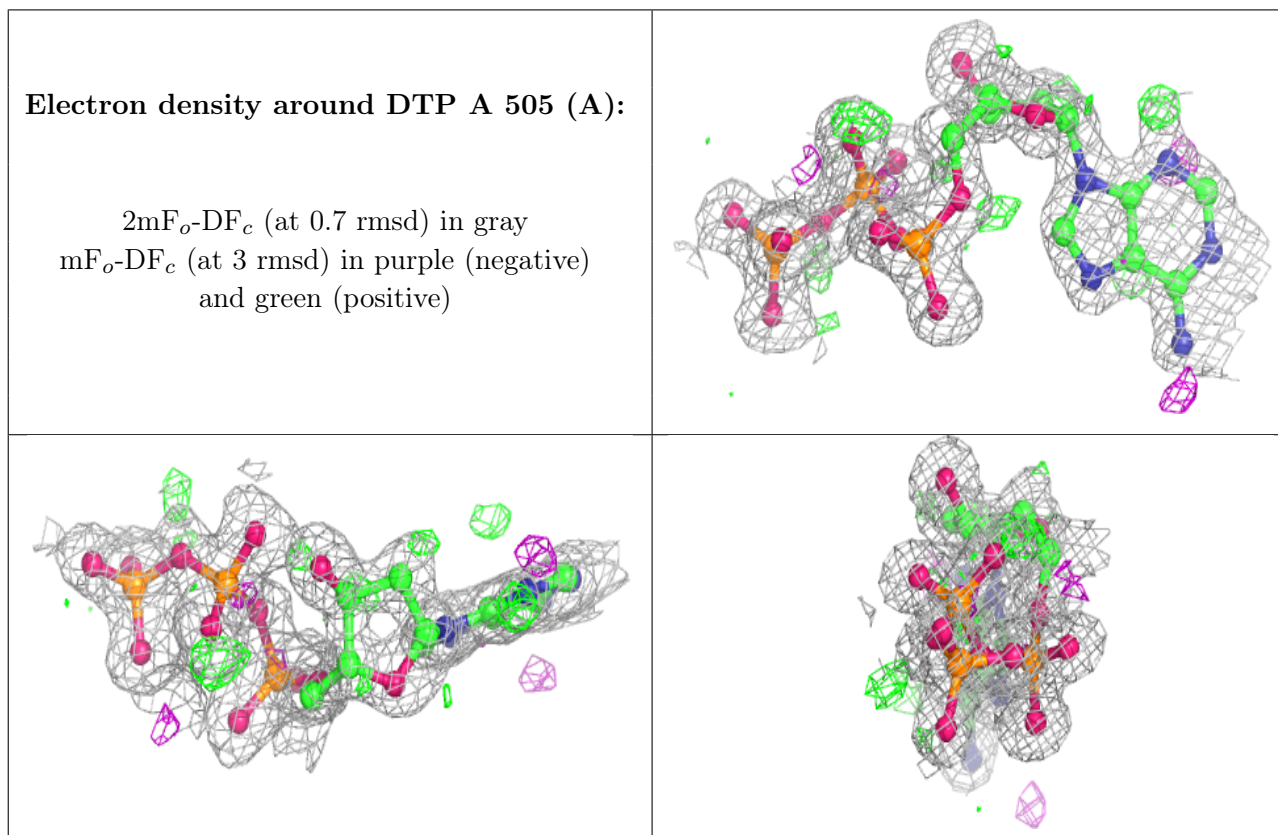 Electron density around DTP A 505 (A):
2mFo-DFc (at 0.7 rmsd) in gray
mFo-DFc (at 3 rmsd) in purple (negative)
and green (positive)